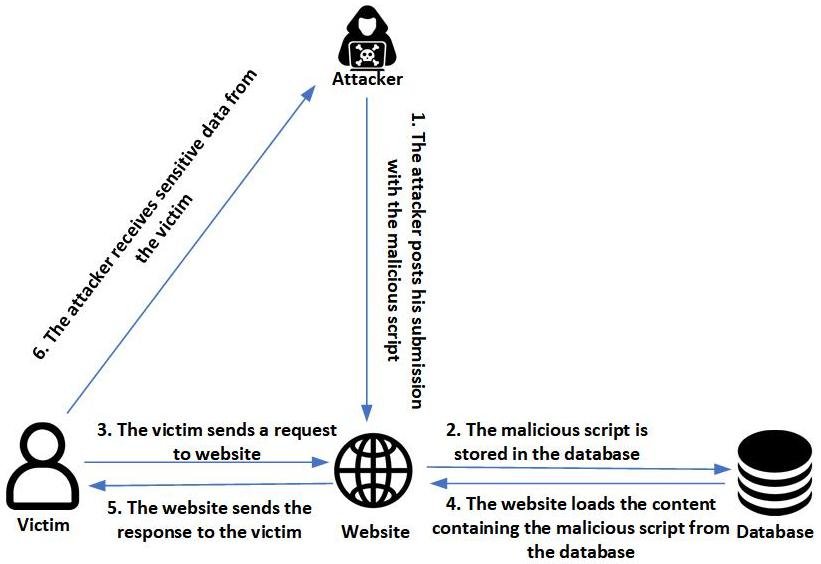 Attacker
1. The attacker posts his submission
with the malicious script
6. The attacker receives sensitive data from
the victim
3. The victim sends a request
to website
2. The malicious script is
stored in the database
5. The website sends the
response to the victim
4. The website loads the content
containing the malicious script from
the database
Victim
Website
Database